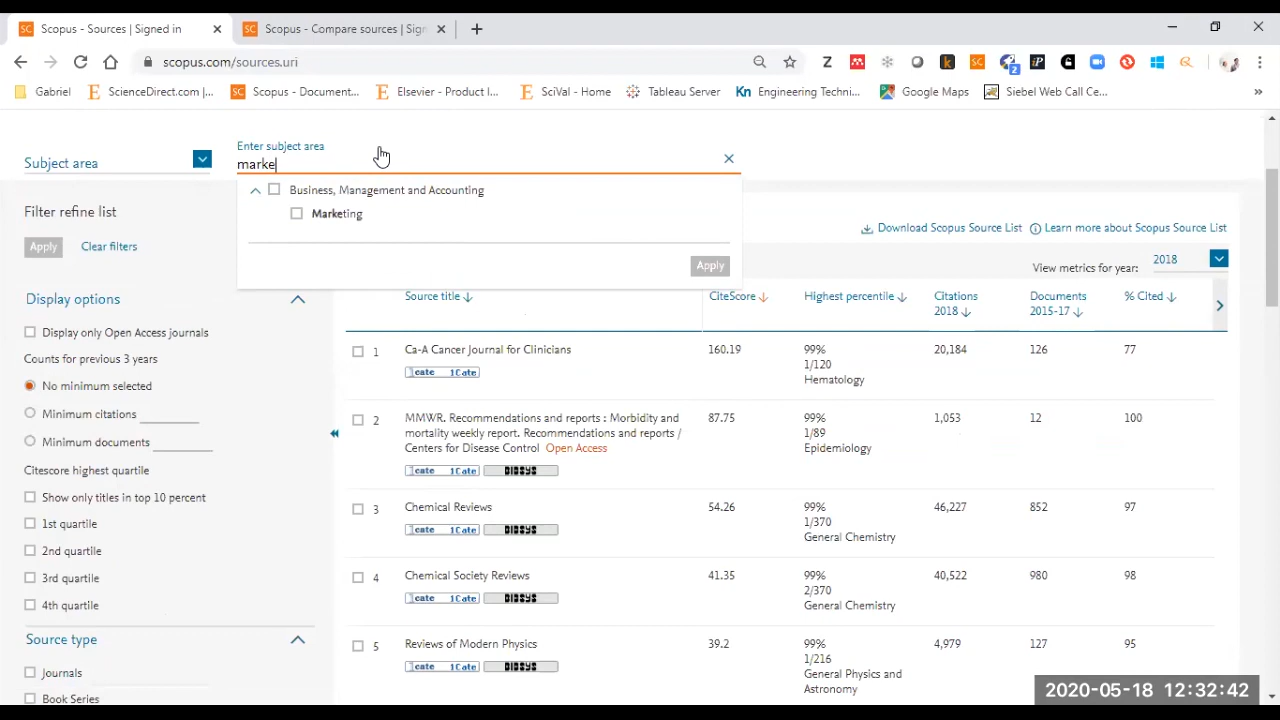 Scopus - Sources | Signed in
Scopus - Compare sources | Sign
scopus.com/sources.uri
2
Gabriel
ScienceDirect.com |...
Scopus - Document...
Elsevier - Product I...
SciVal - Home
Tableau Server
Kn Engineering Techni...
Google Maps
Siebel Web Call Ce...
Subject area
Enter subject area
marke
Business, Management and Accounting
Marketing
Apply
Filter refine list
Apply
Clear filters
Download Scopus Source List
Learn more about Scopus Source List
View metrics for year:
2018
Display options
Display only Open Access journals
Counts for previous 3 years
No minimum selected
Minimum citations
Minimum documents
Citescore highest quartile
Show only titles in top 10 percent
1st quartile
2nd quartile
3rd quartile
4th quartile
Source type
Journals
Book Series
Source title
CiteScore
Highest percentile
Citations
2018
Documents
2015-17
% Cited
1
Ca-A Cancer Journal for Clinicians
160.19
99%
1/120
Hematology
20,184
126
77
2
MMWR. Recommendations and reports : Morbidity and
mortality weekly report. Recommendations and reports /
Centers for Disease Control Open Access
87.75
99%
1/89
Epidemiology
1,053
12
100
3
Chemical Reviews
54.26
99%
1/370
General Chemistry
46,227
852
97
4
Chemical Society Reviews
41.35
99%
2/370
General Chemistry
40,522
980
98
5
Reviews of Modern Physics
39.2
99%
1/216
General Physics and
Astronomy
4,979
127
95
2020-05-18 12:32:42